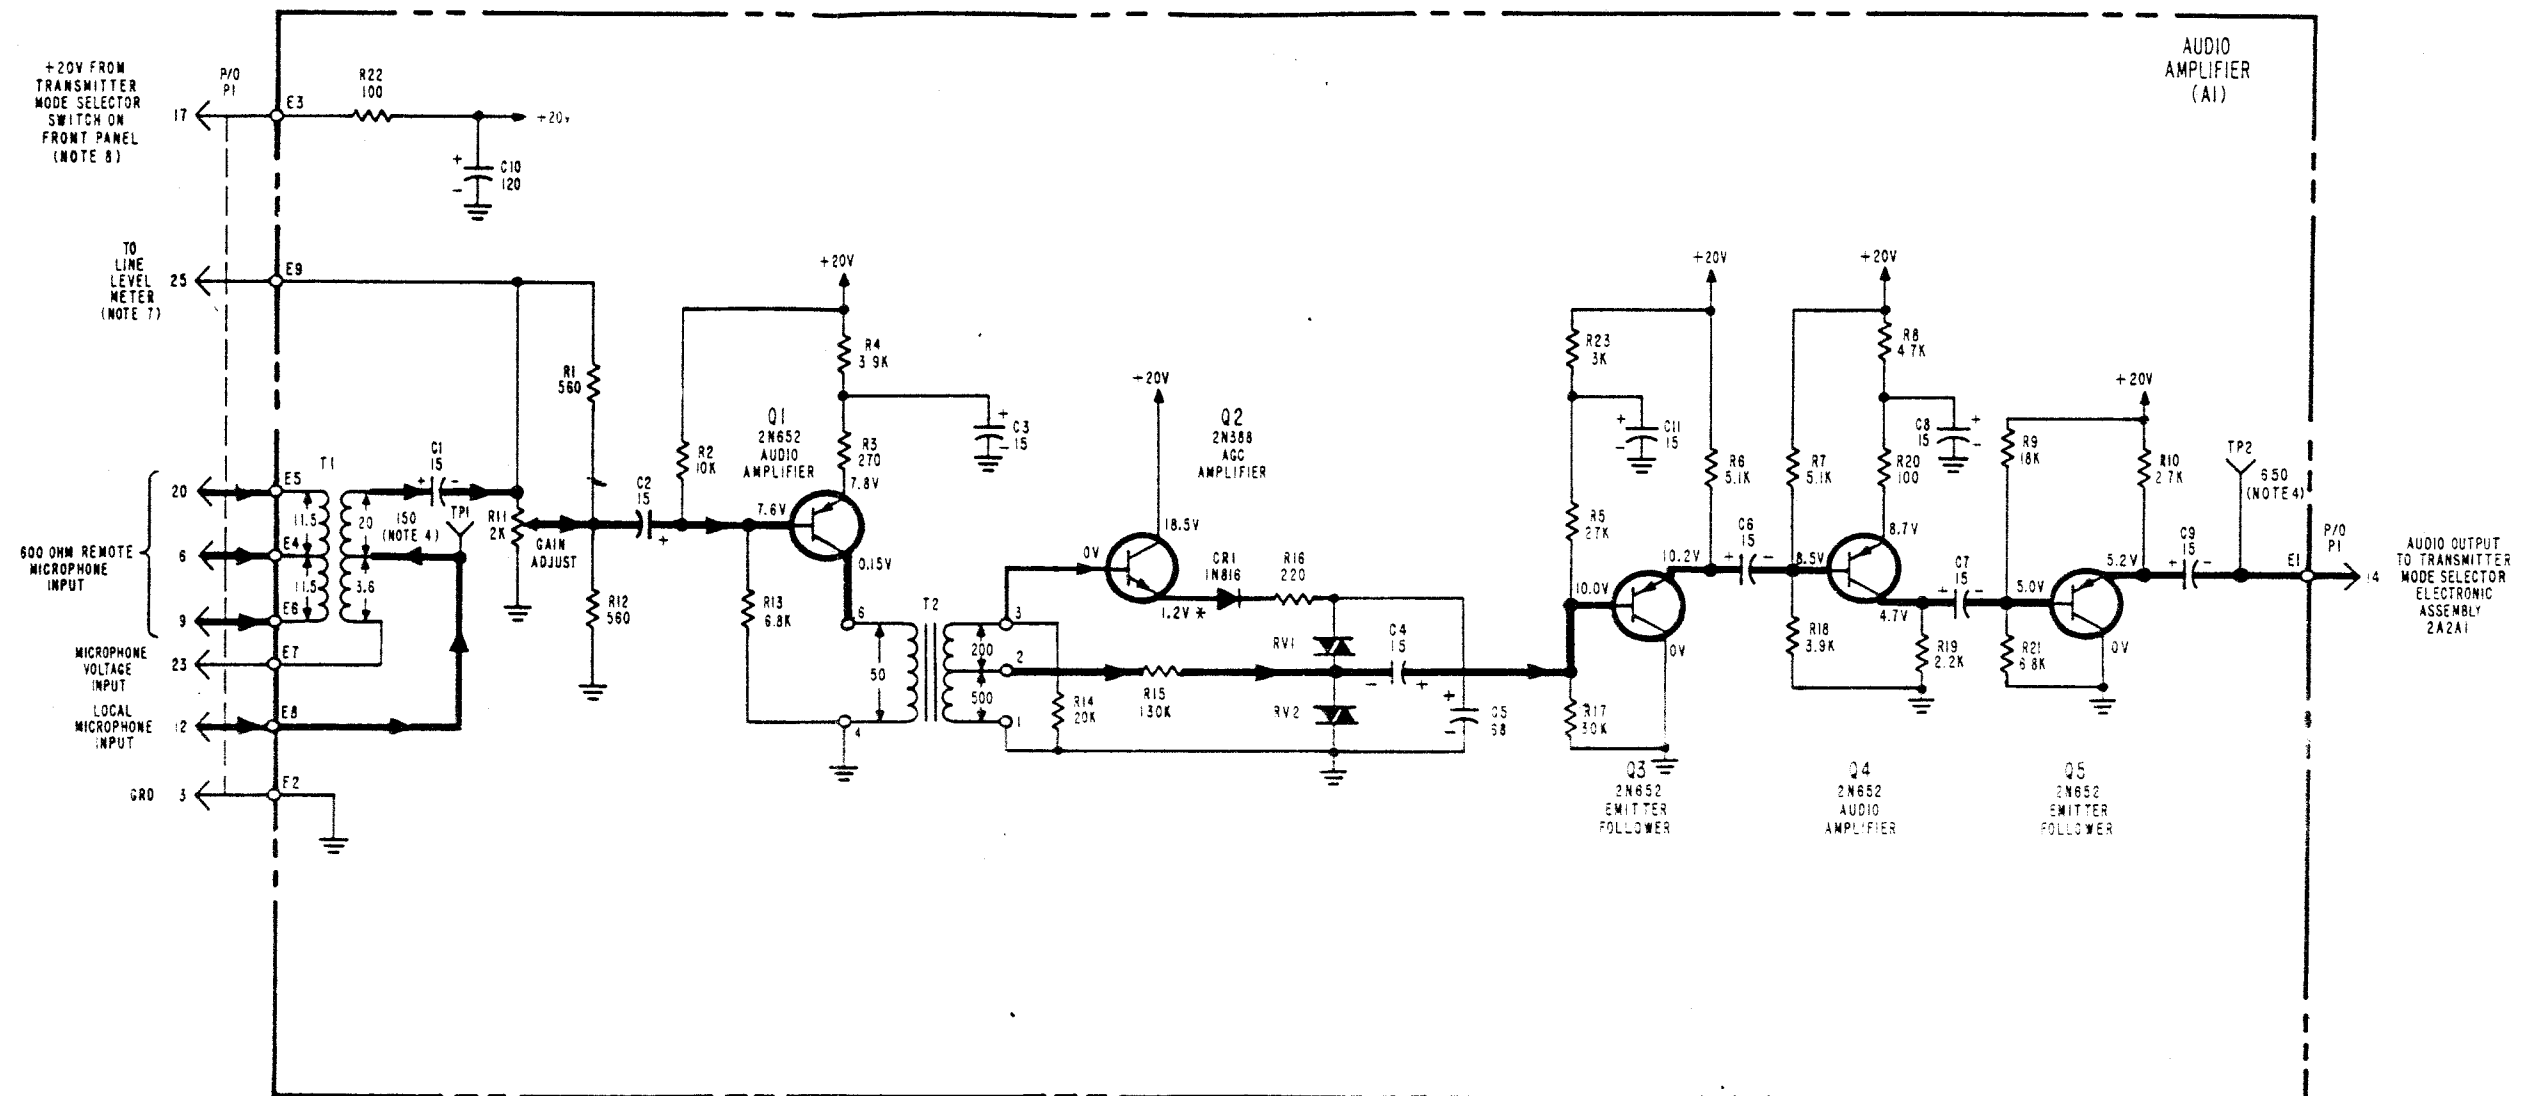 AUDIO
AMPLIFIER
(A1)
+20V FROM
TRANSMITTER
MODE SELECTOR
SWITCH ON
FRONT PANEL
(NOTE 8)
17
P/O
P1
E3
R22
100
+20V
+
C10
120
-
TO
LINE
LEVEL
METER
(NOTE 7)
25
E9
600 OHM REMOTE
MICROPHONE
INPUT
20
6
9
E5
E4
E6
T1
11.5
11.5
20
3.6
C1
15
+
-
150
(NOTE 4)
TP1
R11
2K
GAIN
ADJUST
MICROPHONE
VOLTAGE
INPUT
23
E7
LOCAL
MICROPHONE
INPUT
12
E8
GRD
3
E2
R1
560
R12
560
C2
15
+
R2
10K
R13
6.8K
+20V
R4
3.9K
R3
270
+
C3
15
-
Q1
2N652
AUDIO
AMPLIFIER
7.8V
7.6V
0.15V
6
4
50
T2
3
2
1
200
500
R14
20K
+20V
Q2
2N388
AGC
AMPLIFIER
18.5V
0V
1.2V *
CR1
1N816
R16
220
R15
130K
RV1
RV2
C4
15
-
+
+
C5
68
-
+20V
R23
3K
+
C11
15
-
R5
27K
R6
5.1K
10.2V
10.0V
0V
R17
30K
Q3
2N652
EMITTER
FOLLOWER
C6
15
+
-
+20V
R8
4.7K
R7
5.1K
R20
100
C8
15
+
-
8.7V
8.5V
4.7V
R18
3.9K
R19
2.2K
Q4
2N652
AUDIO
AMPLIFIER
C7
15
+
-
+20V
R9
18K
R10
2.7K
5.2V
5.0V
0V
R21
6.8K
Q5
2N652
EMITTER
FOLLOWER
C9
15
+
-
TP2
650
(NOTE 4)
E1
P/O
P1
14
AUDIO OUTPUT
TO TRANSMITTER
MODE SELECTOR
ELECTRONIC
ASSEMBLY
2A2A1